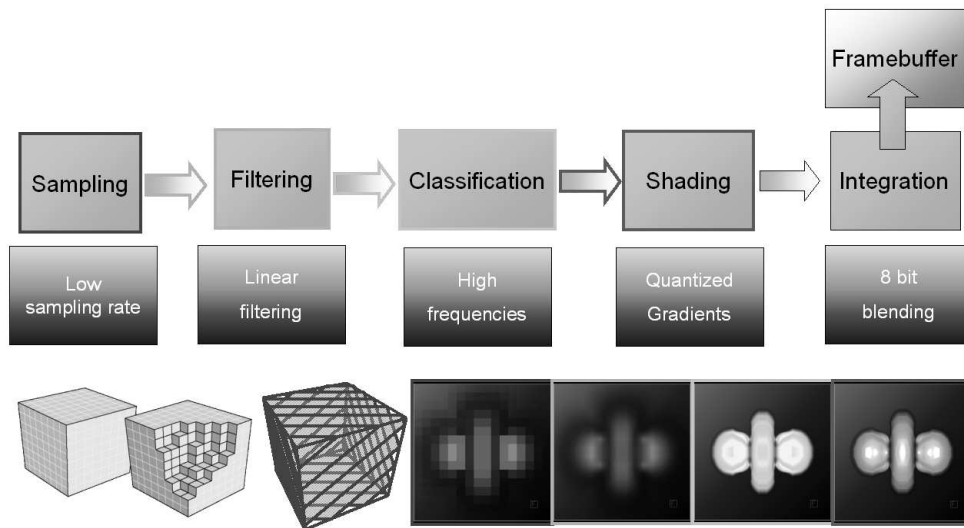 Framebuffer
Sampling
Filtering
Classification
Shading
Integration
Low
sampling rate
Linear
filtering
High
frequencies
Quantized
Gradients
8 bit
blending